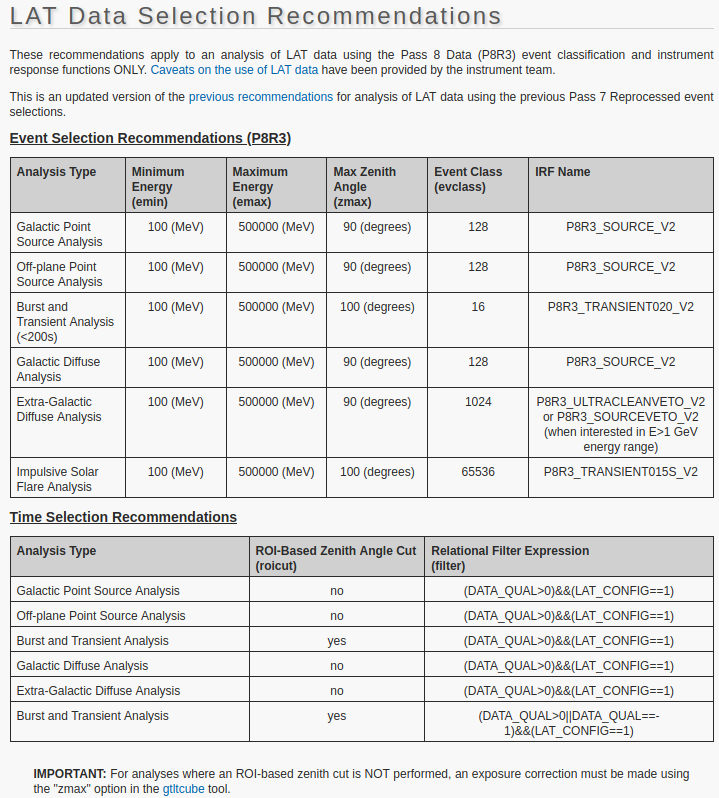 LAT Data Selection Recommendations
These recommendations apply to an analysis of LAT data using the Pass 8 Data (P8R3) event classification and instrument
response functions ONLY. Caveats on the use of LAT data have been provided by the instrument team.
This is an updated version of the previous recommendations for analysis of LAT data using the previous Pass 7 Reprocessed event
selections.
Event Selection Recommendations (P8R3)
Analysis Type Minimum Energy (emin) Maximum Energy (emax) Max Zenith Angle (zmax) Event Class (evclass) IRF Name
Galactic Point Source Analysis 100 (MeV) 500000 (MeV) 90 (degrees) 128 P8R3_SOURCE_V2
Off-plane Point Source Analysis 100 (MeV) 500000 (MeV) 90 (degrees) 128 P8R3_SOURCE_V2
Burst and Transient Analysis (<200s) 100 (MeV) 500000 (MeV) 100 (degrees) 16 P8R3_TRANSIENT020_V2
Galactic Diffuse Analysis 100 (MeV) 500000 (MeV) 90 (degrees) 128 P8R3_SOURCE_V2
Extra-Galactic Diffuse Analysis 100 (MeV) 500000 (MeV) 90 (degrees) 1024 P8R3_ULTRACLEANVETO_V2 or P8R3_SOURCEVETO_V2 (when interested in E>1 GeV energy range)
Impulsive Solar Flare Analysis 100 (MeV) 500000 (MeV) 100 (degrees) 65536 P8R3_TRANSIENT015S_V2
Time Selection Recommendations
Analysis Type ROI-Based Zenith Angle Cut (roicut) Relational Filter Expression (filter)
Galactic Point Source Analysis no (DATA_QUAL>0)&&(LAT_CONFIG==1)
Off-plane Point Source Analysis no (DATA_QUAL>0)&&(LAT_CONFIG==1)
Burst and Transient Analysis yes (DATA_QUAL>0)&&(LAT_CONFIG==1)
Galactic Diffuse Analysis no (DATA_QUAL>0)&&(LAT_CONFIG==1)
Extra-Galactic Diffuse Analysis no (DATA_QUAL>0)&&(LAT_CONFIG==1)
Burst and Transient Analysis yes (DATA_QUAL>0||DATA_QUAL==-1)&&(LAT_CONFIG==1)
IMPORTANT: For analyses where an ROI-based zenith cut is NOT performed, an exposure correction must be made using
the "zmax" option in the gtltcube tool.